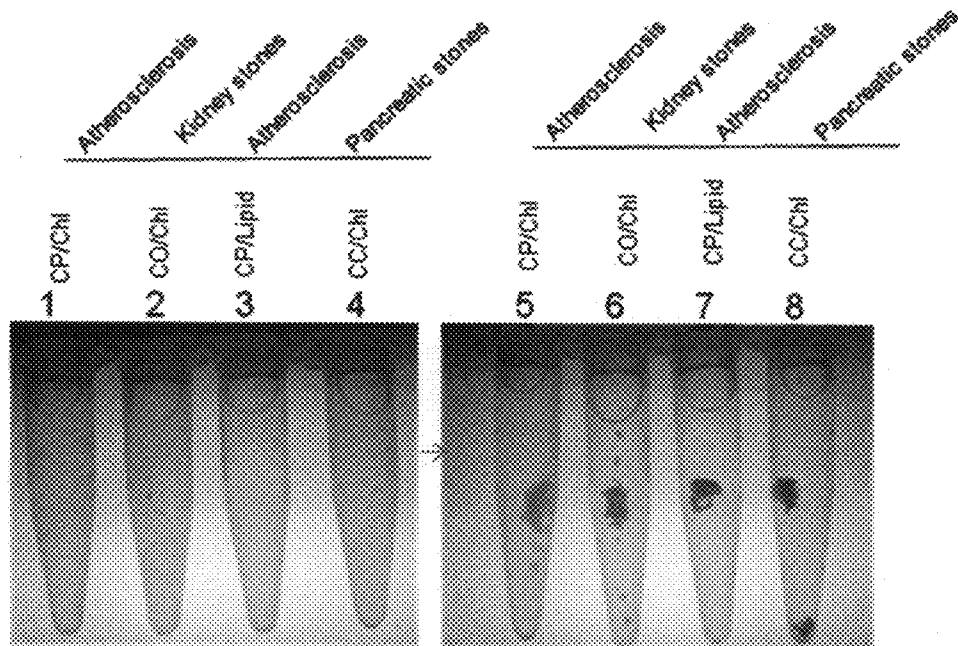 Atherosclerosis
Kidney stones
Atherosclerosis
Pancreatic stones
CP/Chl
CO/Chl
CP/Lipid
CC/Chl
1 2 3 4
Atherosclerosis
Kidney stones
Atherosclerosis
Pancreatic stones
CP/Chl
CO/Chl
CP/Lipid
CC/Chl
5 6 7 8